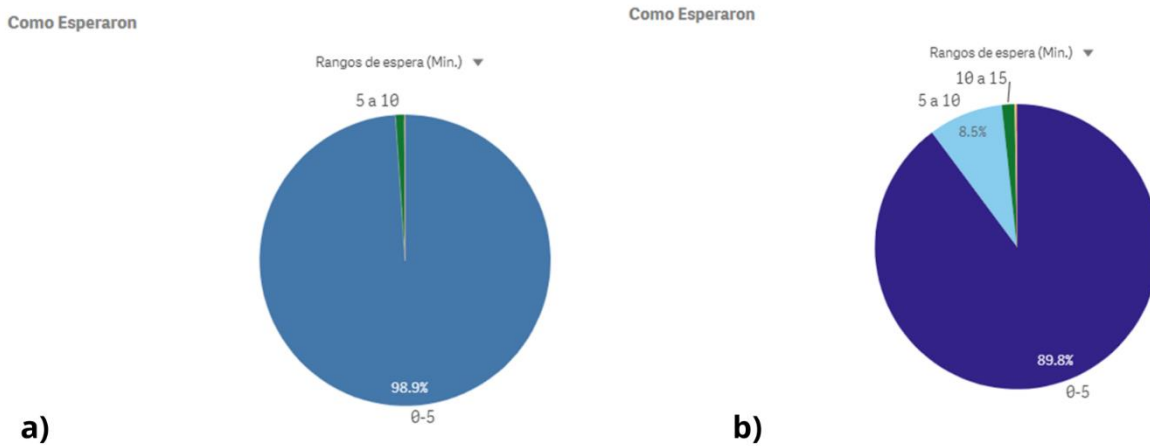 Como Esperaron
Rangos de espera (Min.)
5 a 10
98.9%
0-5
a)
Como Esperaron
Rangos de espera (Min.)
10 a 15
5 a 10
8.5%
89.8%
0-5
b)